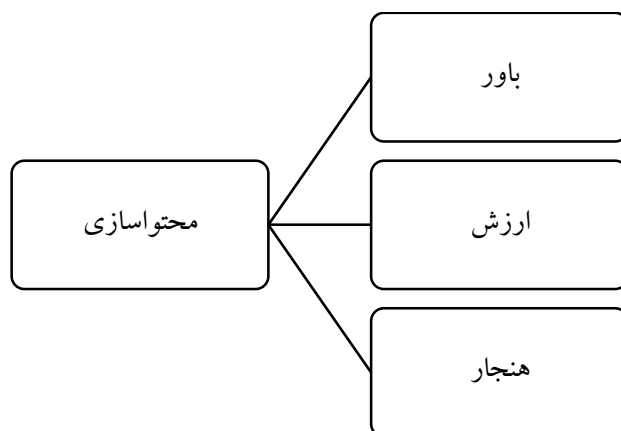 باور
محتواسازی
ارزش
هنجار